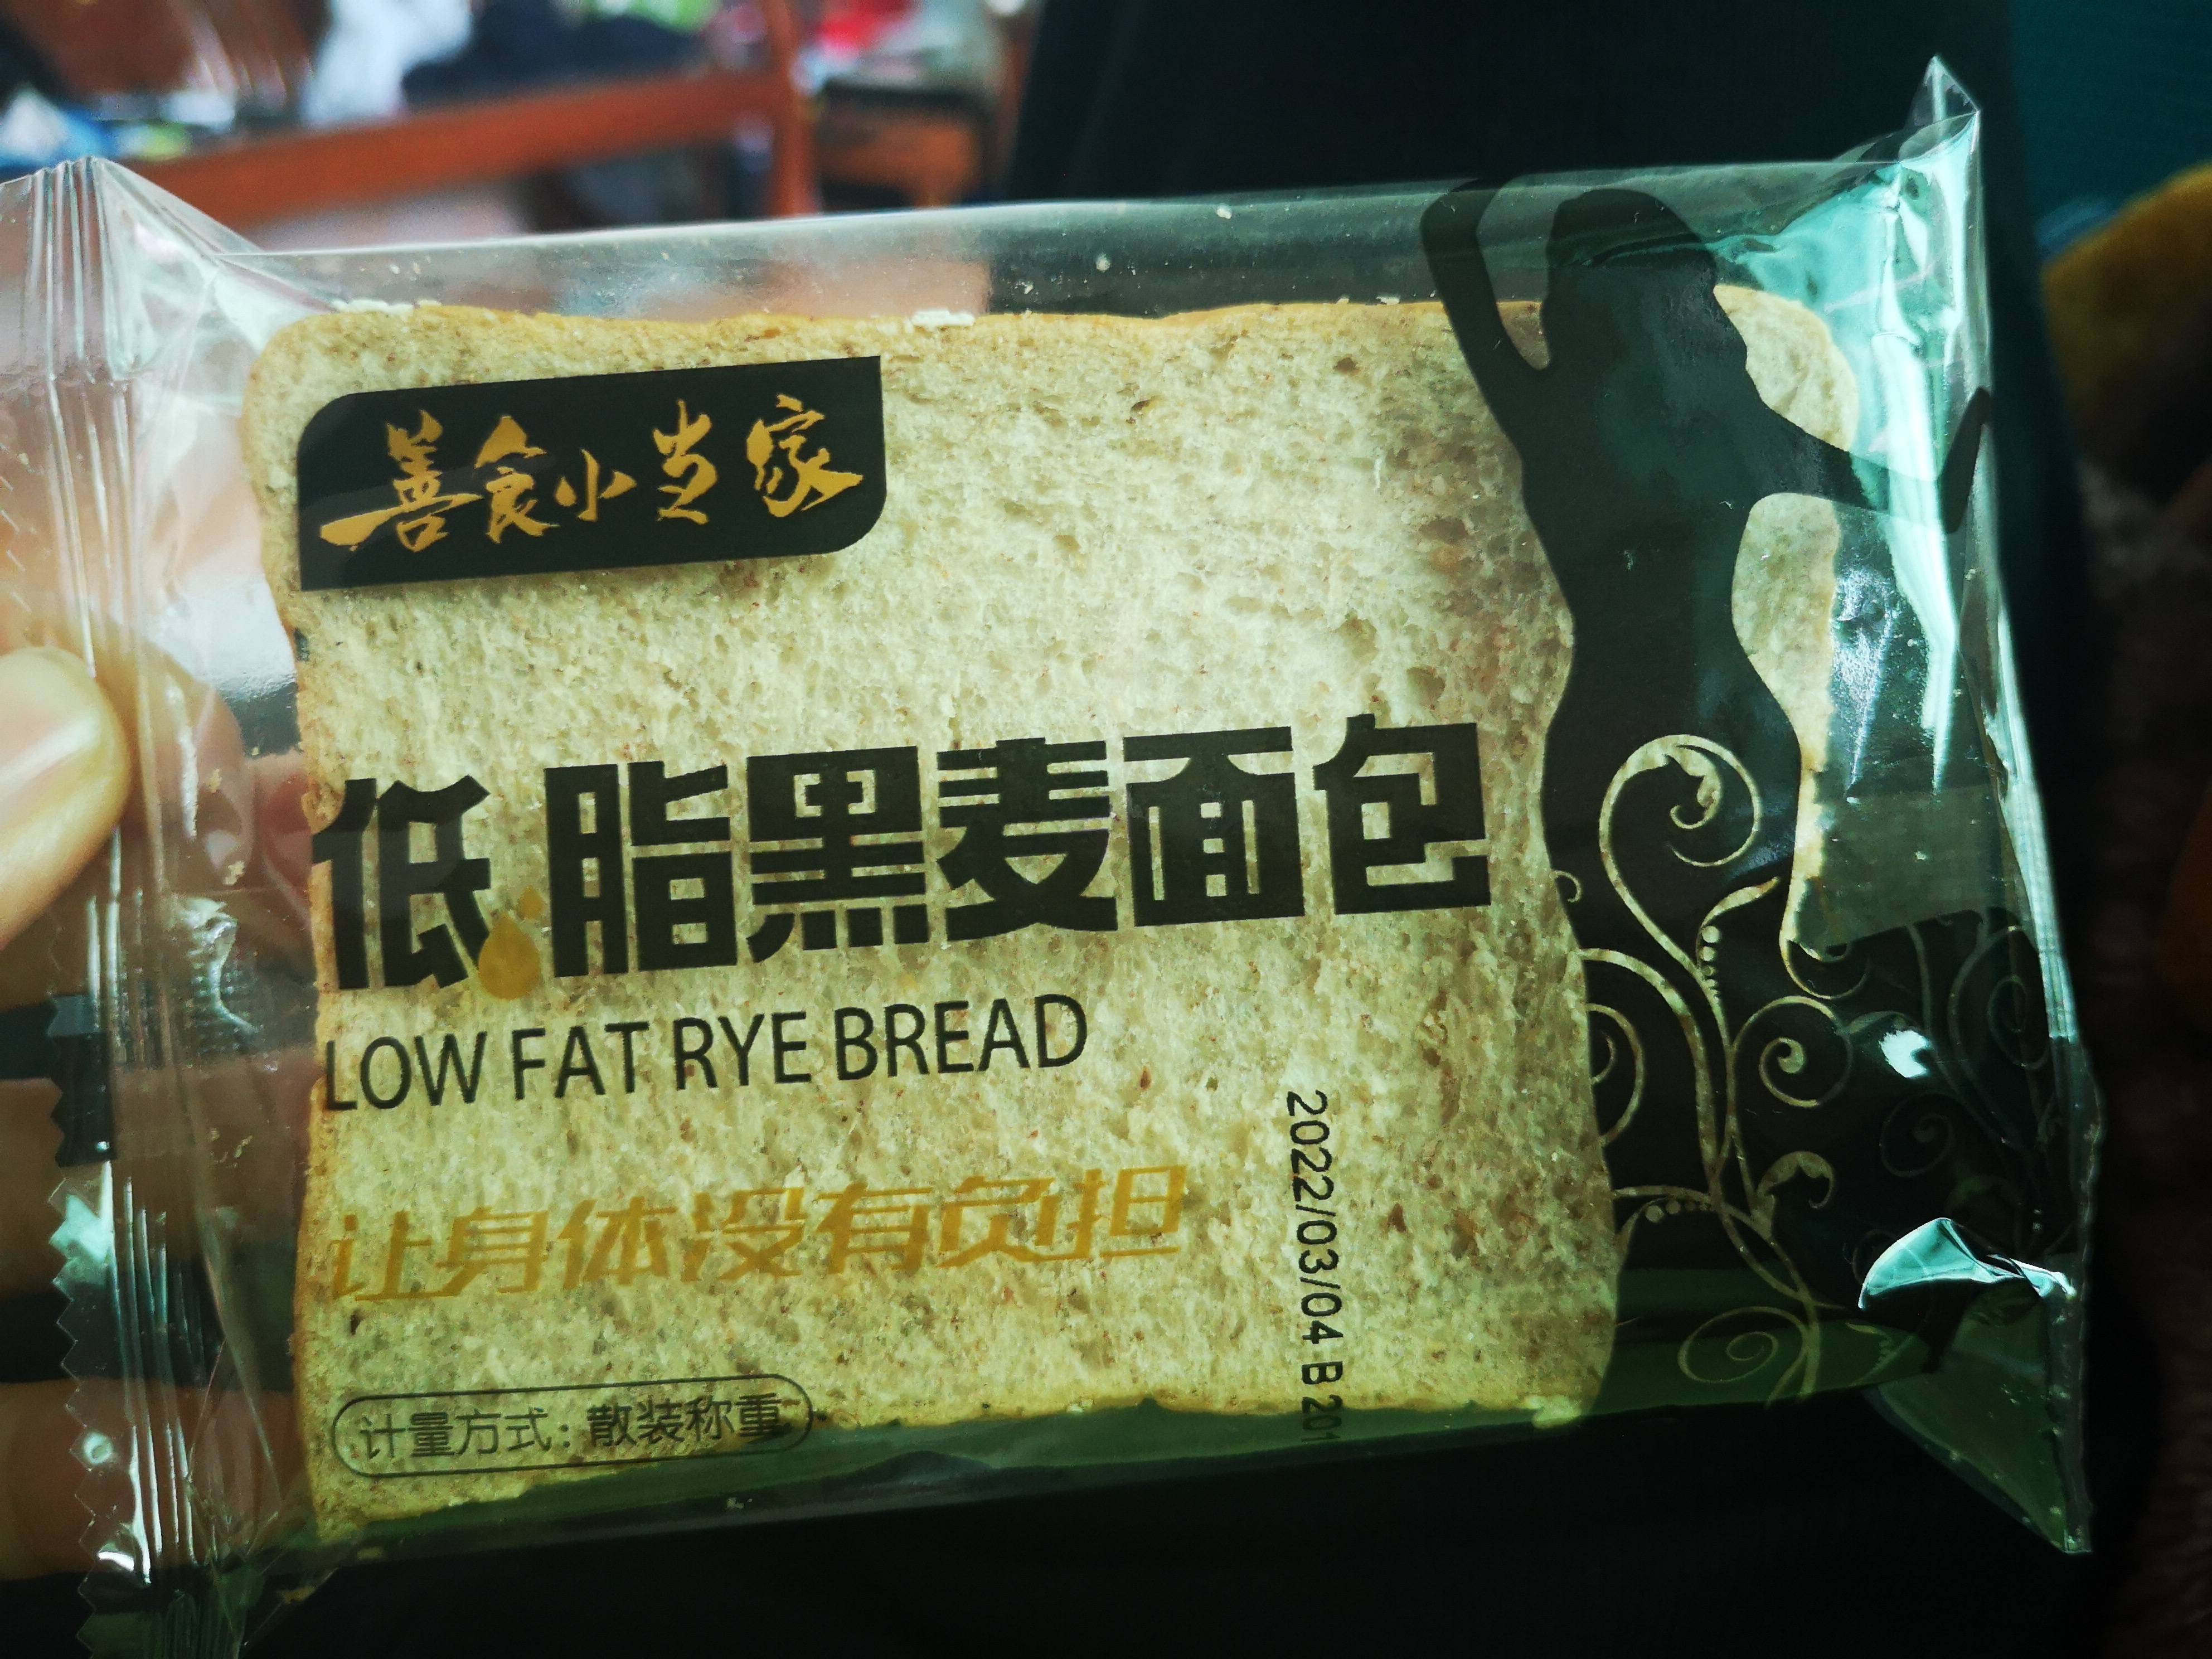 善食小当家
低脂黑麦面包
LOW FAT RYE BREAD
让身体没有负担
2022/03/04 B 201
计量方式：散装称重